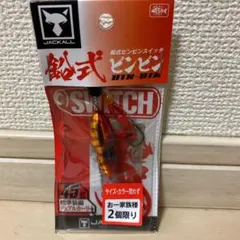 JACKALL
鉛式ビンビンスイッチ
鉛式
ビンビン
BIN-BIN
SWITCH
45g
サイズ・カラー問わず
お一家族様
2個限り
JACKALL